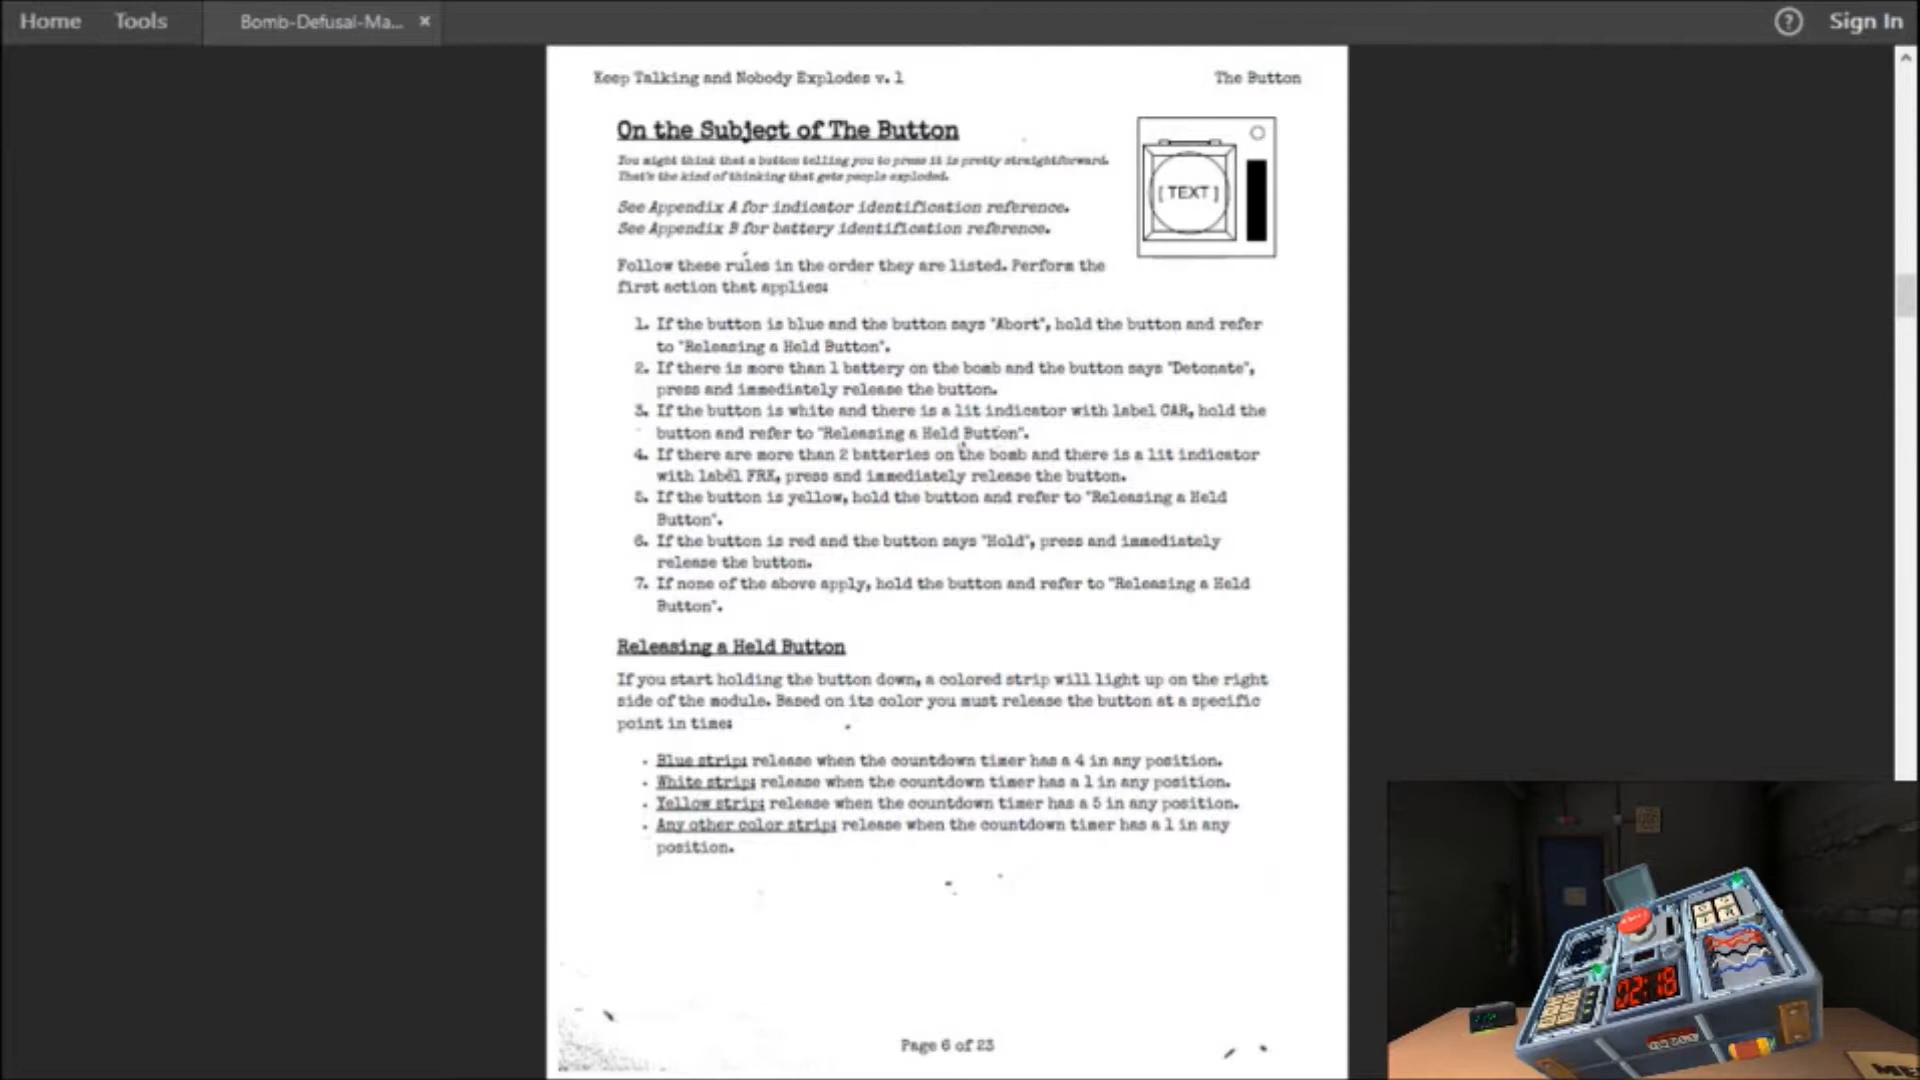 Home Tools Bomb-Defusal-Ma... × ? Sign In
Keep Talking and Nobody Explodes v. 1 The Button
On the Subject of The Button
You might think that a button telling you to press it is pretty straightforward.
That's the kind of thinking that gets people exploded.
[ TEXT ]
See Appendix A for indicator identification reference.
See Appendix B for battery identification reference.
Follow these rules in the order they are listed. Perform the
first action that applies:
1. If the button is blue and the button says "Abort", hold the button and refer
to "Releasing a Held Button".
2. If there is more than 1 battery on the bomb and the button says "Detonate",
press and immediately release the button.
3. If the button is white and there is a lit indicator with label CAR, hold the
button and refer to "Releasing a Held Button".
4. If there are more than 2 batteries on the bomb and there is a lit indicator
with label FRK, press and immediately release the button.
5. If the button is yellow, hold the button and refer to "Releasing a Held
Button".
6. If the button is red and the button says "Hold", press and immediately
release the button.
7. If none of the above apply, hold the button and refer to "Releasing a Held
Button".
Releasing a Held Button
If you start holding the button down, a colored strip will light up on the right
side of the module. Based on its color you must release the button at a specific
point in time:
• Blue strip: release when the countdown timer has a 4 in any position.
• White strip: release when the countdown timer has a 1 in any position.
• Yellow strip: release when the countdown timer has a 5 in any position.
• Any other color strip: release when the countdown timer has a 1 in any
position.
02:18
Page 6 of 23